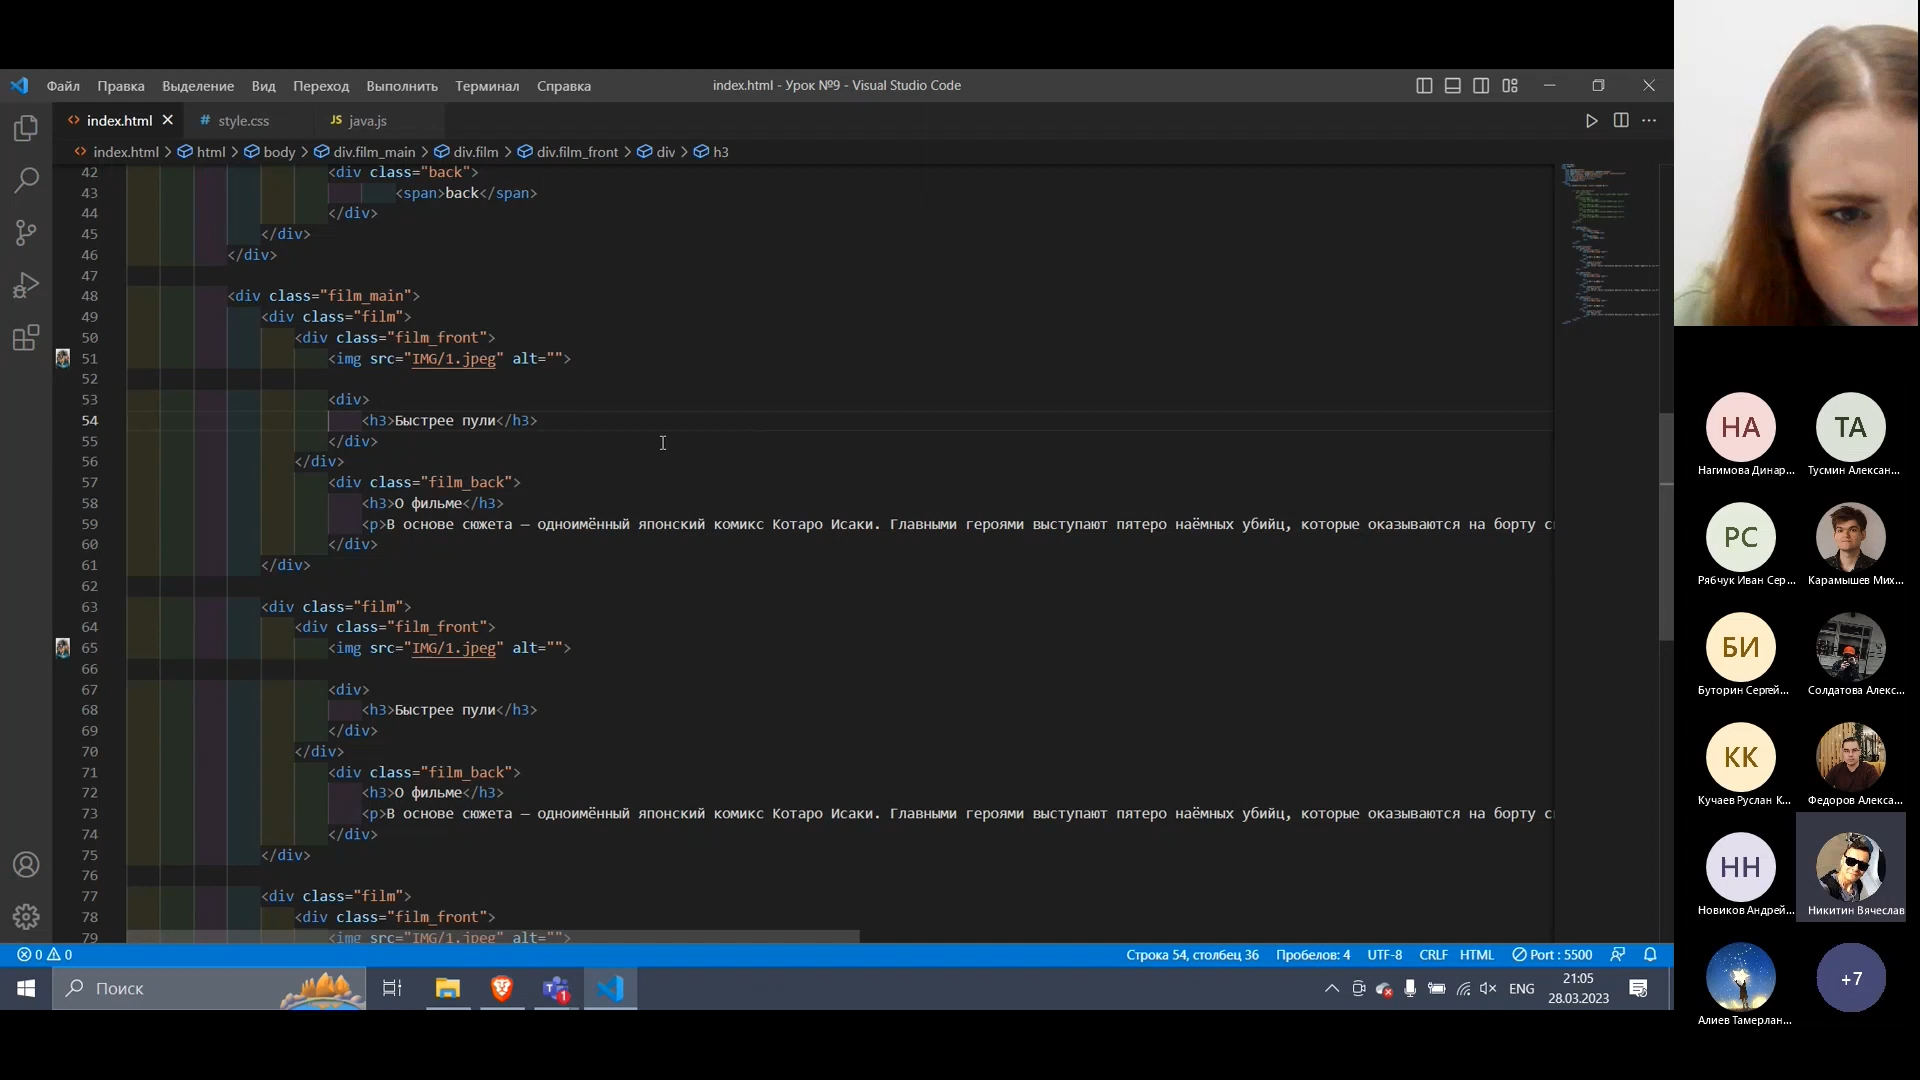 Файл Правка Выделение Вид Переход Выполнить Терминал Справка
index.html - Урок №9 - Visual Studio Code
index.html
# style.css
JS java.js
index.html > html > body > div.film_main > div.film > div.film_front > div > h3
42 <div class="back">
43 <span>back</span>
44 </div>
45 </div>
46 </div>
47
48 <div class="film_main">
49 <div class="film">
50 <div class="film_front">
51 <img src="IMG/1.jpeg" alt="">
52
53 <div>
54 <h3>Быстрее пули</h3>
55 </div>
56 </div>
57 <div class="film_back">
58 <h3>О фильме</h3>
59 <p>В основе сюжета — одноимённый японский комикс Котаро Исаки. Главными героями выступают пятеро наёмных убийц, которые оказываются на борту
60 </div>
61 </div>
62
63 <div class="film">
64 <div class="film_front">
65 <img src="IMG/1.jpeg" alt="">
66
67 <div>
68 <h3>Быстрее пули</h3>
69 </div>
70 </div>
71 <div class="film_back">
72 <h3>О фильме</h3>
73 <p>В основе сюжета — одноимённый японский комикс Котаро Исаки. Главными героями выступают пятеро наёмных убийц, которые оказываются на борту
74 </div>
75 </div>
76
77 <div class="film">
78 <div class="film_front">
79 <img src="IMG/1.jpeg" alt="">
0 0
Строка 54, столбец 36 Пробелов: 4 UTF-8 CRLF HTML Port : 5500
Поиск
1
ENG
21:05
28.03.2023
НА
Нагимова Динар...
ТА
Тусмин Алексан...
РС
Рябчук Иван Сер...
Карамышев Мих...
БИ
Буторин Сергей...
Солдатова Алекс...
КК
Кучаев Руслан К...
Федоров Алекса...
НН
Новиков Андрей...
Никитин Вячеслав
Алиев Тамерлан...
+7